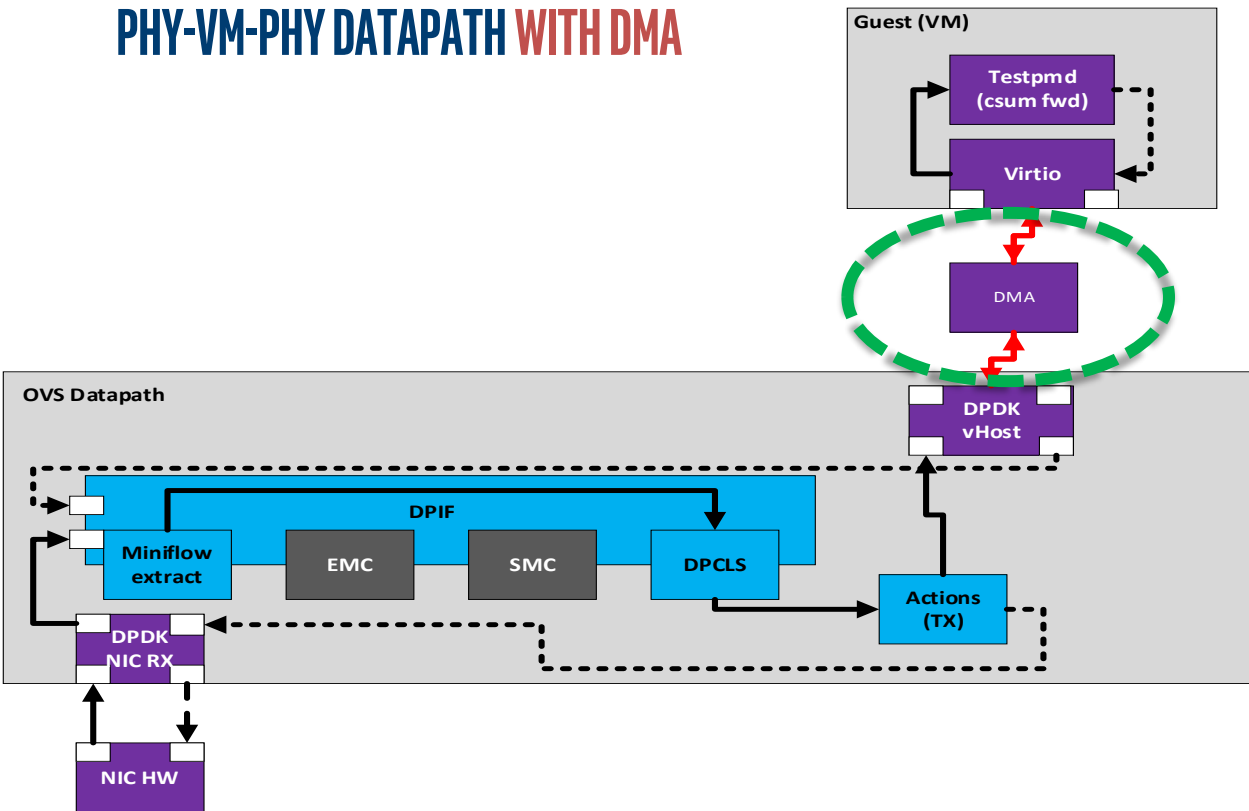 PHY-VM-PHY DATAPATH WITH DMA
Guest (VM)
Testpmd
(csum fwd)
Virtio
DMA
OVS Datapath
DPDK
vHost
DPIF
Miniflow
extract
EMC
SMC
DPCLS
Actions
(TX)
DPDK
NIC RX
NIC HW